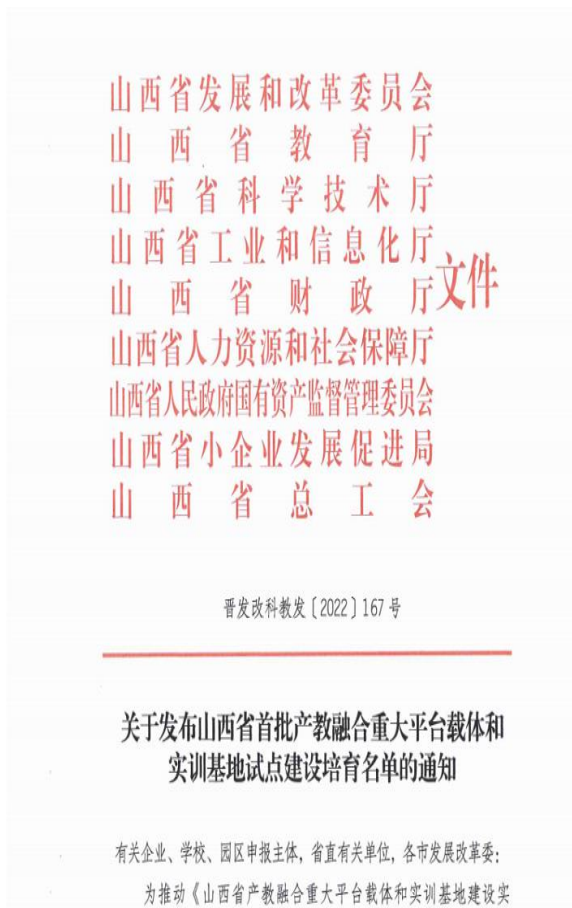 山西省发展和改革委员会
山西省教育厅
山西省科学技术厅
山西省工业和信息化厅
山西省财政厅
文件
山西省人力资源和社会保障厅
山西省人民政府国有资产监督管理委员会
山西省小企业发展促进局
山西省总工会
晋发改科教发〔2022〕167号
关于发布山西省首批产教融合重大平台载体和
实训基地试点建设培育名单的通知
有关企业、学校、园区申报主体，省直有关单位，各市发展改革委：
为推动《山西省产教融合重大平台载体和实训基地建设实